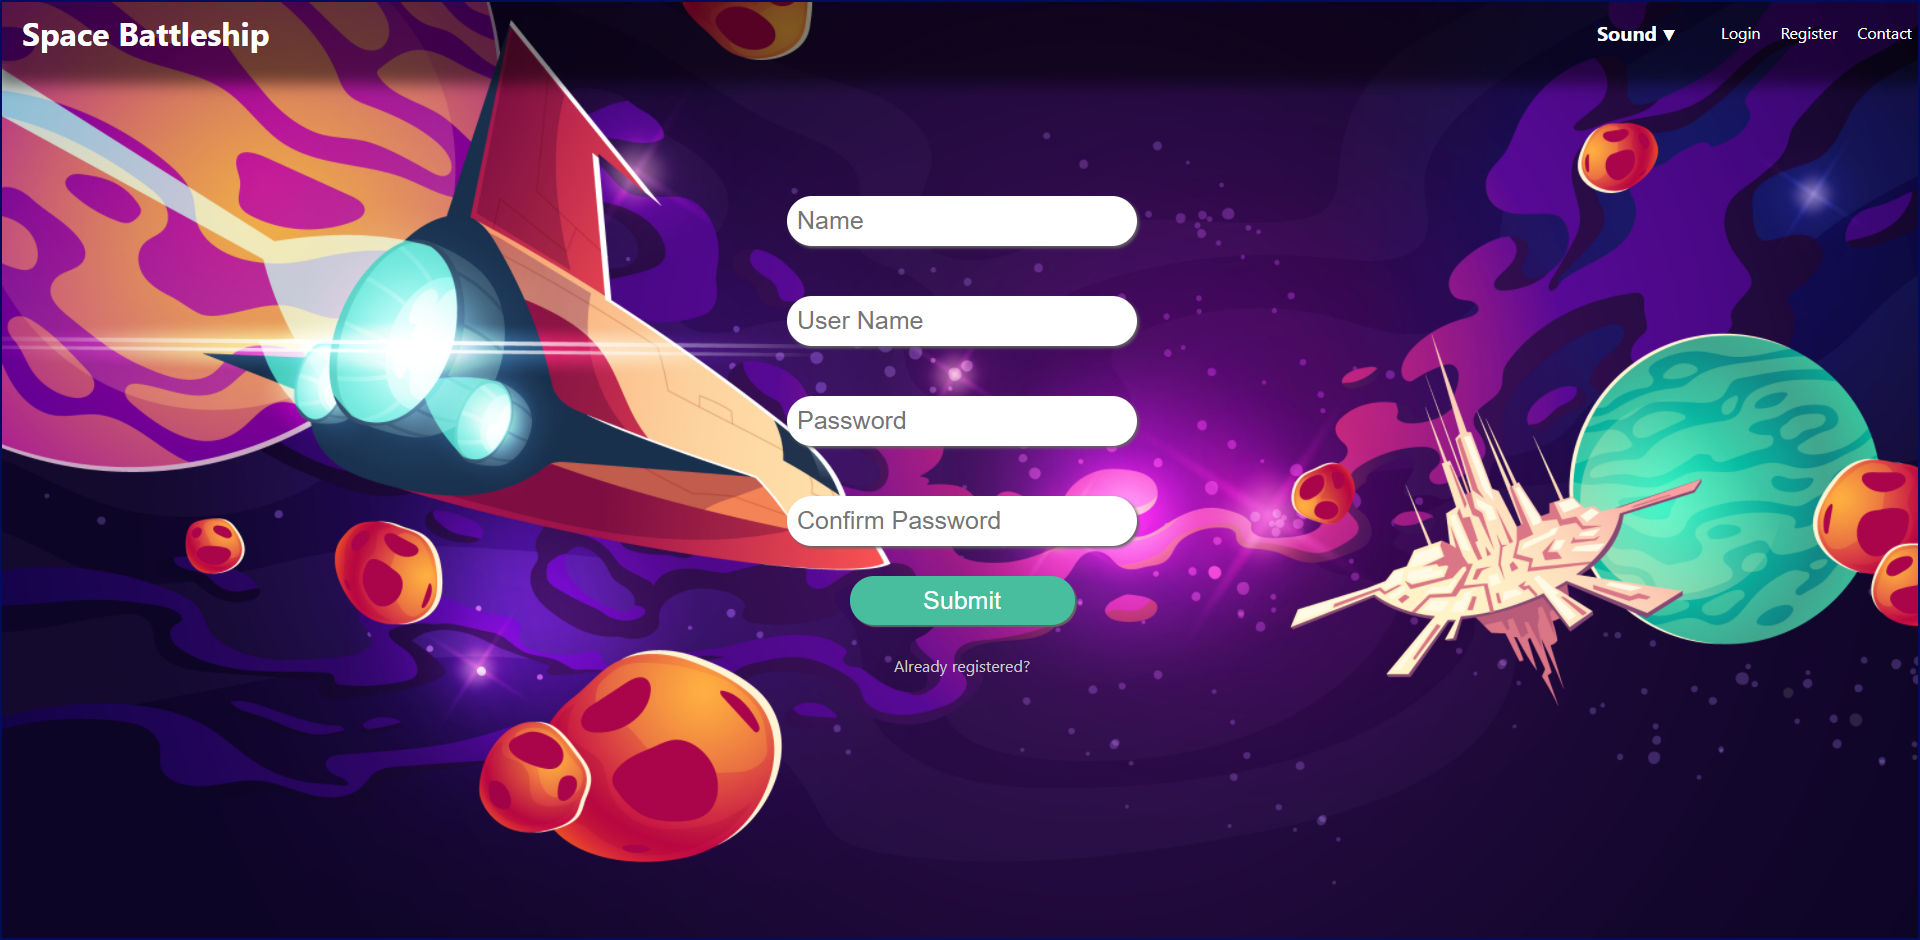 Space Battleship
Sound ▼ Login Register Contact
Name
User Name
Password
Confirm Password
Submit
Already registered?